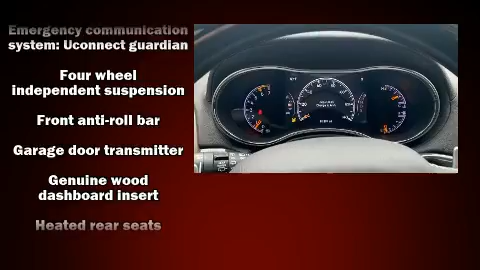 Emergency communication
system: Uconnect guardian
Four wheel
independent suspension
Front anti-roll bar
Garage door transmitter
Genuine wood
dashboard insert
Heated rear seats